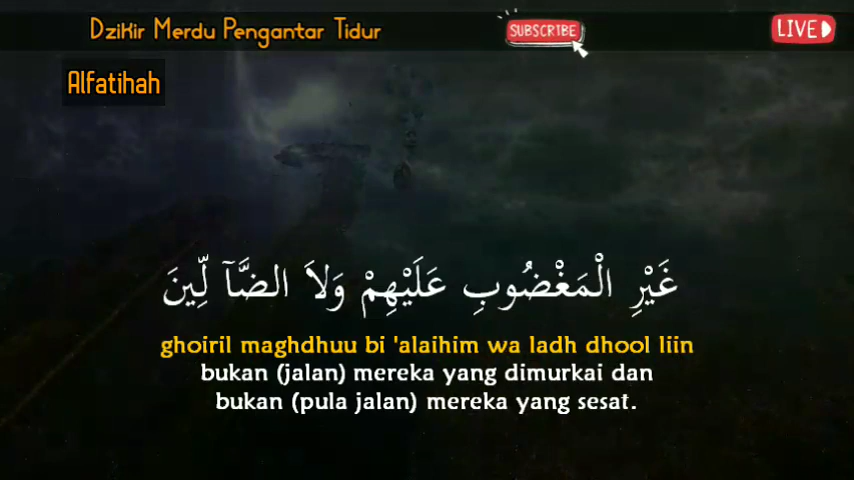 Dzikir Merdu Pengantar Tidur
SUBSCRIBE
LIVE
Alfatihah
غَيْرِ الْمَغْضُوبِ عَلَيْهِمْ وَلاَ الضَّآ لِّينَ
ghoiril maghdhuu bi 'alaihim wa ladh dhool liin
bukan (jalan) mereka yang dimurkai dan
bukan (pula jalan) mereka yang sesat.